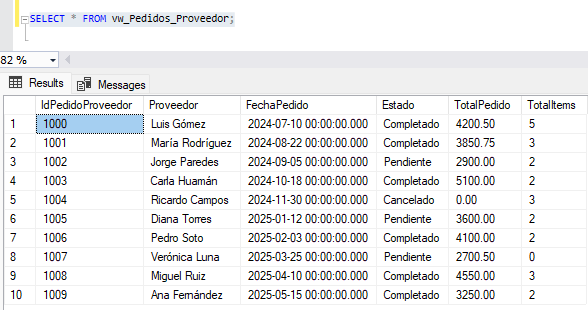 SELECT * FROM vw_Pedidos_Proveedor;
82 %
Results Messages
IdPedidoProveedor Proveedor FechaPedido Estado TotalPedido TotalItems
1 1000 Luis Gómez 2024-07-10 00:00:00.000 Completado 4200.50 5
2 1001 María Rodríguez 2024-08-22 00:00:00.000 Completado 3850.75 3
3 1002 Jorge Paredes 2024-09-05 00:00:00.000 Pendiente 2900.00 2
4 1003 Carla Huamán 2024-10-18 00:00:00.000 Completado 5100.00 2
5 1004 Ricardo Campos 2024-11-30 00:00:00.000 Cancelado 0.00 3
6 1005 Diana Torres 2025-01-12 00:00:00.000 Pendiente 3600.00 2
7 1006 Pedro Soto 2025-02-03 00:00:00.000 Completado 4100.00 2
8 1007 Verónica Luna 2025-03-25 00:00:00.000 Pendiente 2700.50 0
9 1008 Miguel Ruiz 2025-04-10 00:00:00.000 Completado 4550.00 3
10 1009 Ana Fernández 2025-05-15 00:00:00.000 Completado 3250.00 2